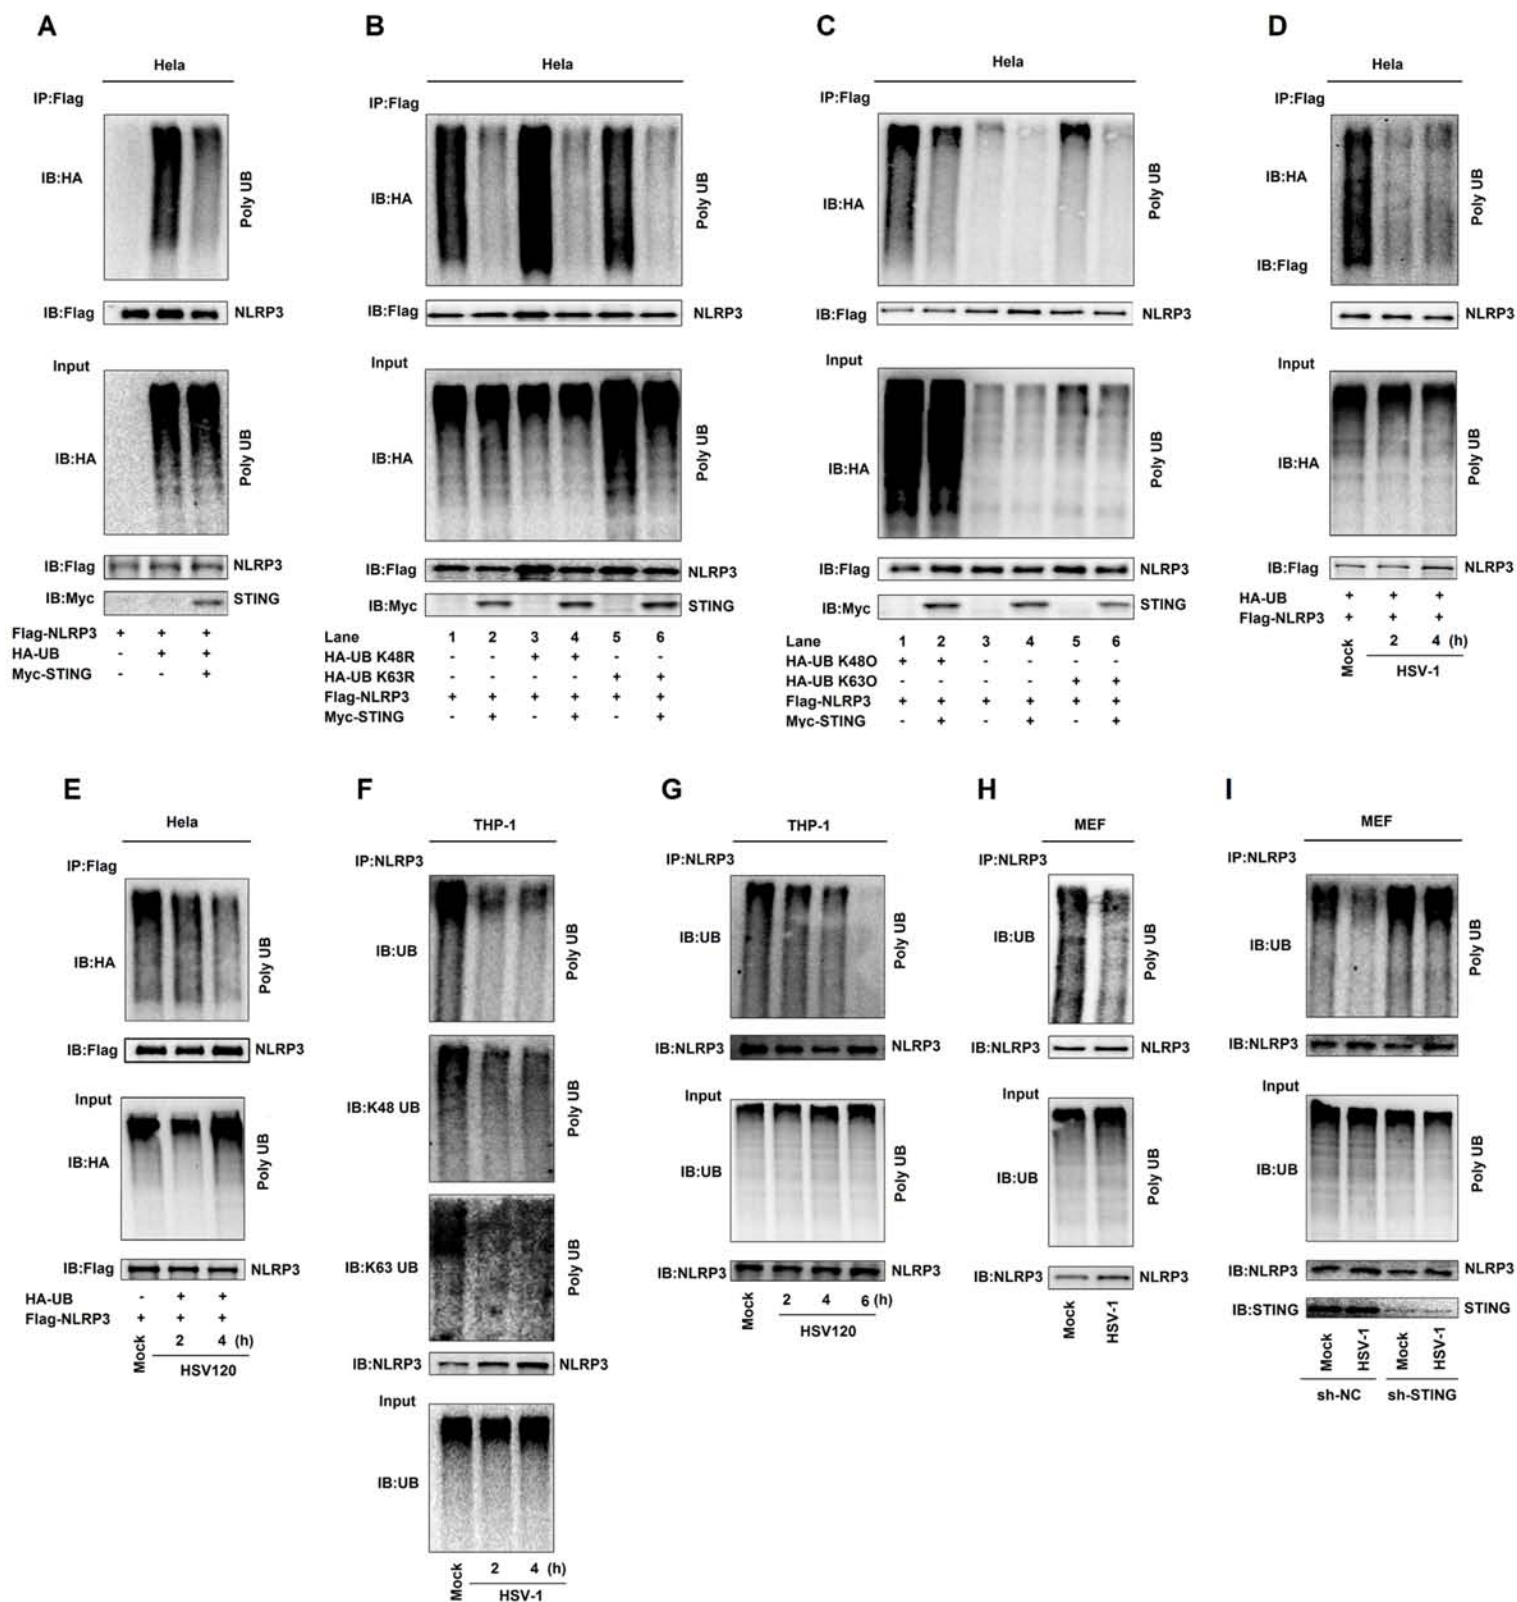 A
Hela
IP:Flag
IB:HA
Poly UB
IB:Flag
NLRP3
Input
IB:HA
Poly UB
IB:Flag
NLRP3
IB:Myc
STING
Flag-NLRP3 + + +
HA-UB - + +
Myc-STING - - +
B
Hela
IP:Flag
IB:HA
Poly UB
IB:Flag
NLRP3
Input
IB:HA
Poly UB
IB:Flag
NLRP3
IB:Myc
STING
Lane 1 2 3 4 5 6
HA-UB K48R - - + + - -
HA-UB K63R - - - - + +
Flag-NLRP3 + + + + + +
Myc-STING - + - + - +
C
Hela
IP:Flag
IB:HA
Poly UB
IB:Flag
NLRP3
Input
IB:HA
Poly UB
IB:Flag
NLRP3
IB:Myc
STING
Lane 1 2 3 4 5 6
HA-UB K48O + + - - - -
HA-UB K63O - - - - + +
Flag-NLRP3 + + + + + +
Myc-STING - + - + - +
D
Hela
IP:Flag
IB:HA
Poly UB
IB:Flag
NLRP3
Input
IB:HA
Poly UB
IB:Flag
NLRP3
HA-UB + + +
Flag-NLRP3 + + +
Mock 2 4 (h)
HSV-1
E
Hela
IP:Flag
IB:HA
Poly UB
IB:Flag
NLRP3
Input
IB:HA
Poly UB
IB:Flag
NLRP3
HA-UB - + +
Flag-NLRP3 + + +
Mock 2 4 (h)
HSV120
F
THP-1
IP:NLRP3
IB:UB
Poly UB
IB:K48 UB
Poly UB
IB:K63 UB
Poly UB
IB:NLRP3
NLRP3
Input
IB:UB
Mock 2 4 (h)
HSV-1
G
THP-1
IP:NLRP3
IB:UB
Poly UB
IB:NLRP3
NLRP3
Input
IB:UB
Poly UB
IB:NLRP3
NLRP3
Mock 2 4 6 (h)
HSV120
H
MEF
IP:NLRP3
IB:UB
Poly UB
IB:NLRP3
NLRP3
Input
IB:UB
Poly UB
IB:NLRP3
NLRP3
Mock HSV-1
I
MEF
IP:NLRP3
IB:UB
Poly UB
IB:NLRP3
NLRP3
Input
IB:UB
Poly UB
IB:NLRP3
NLRP3
IB:STING
STING
Mock HSV-1 Mock HSV-1
sh-NC sh-STING